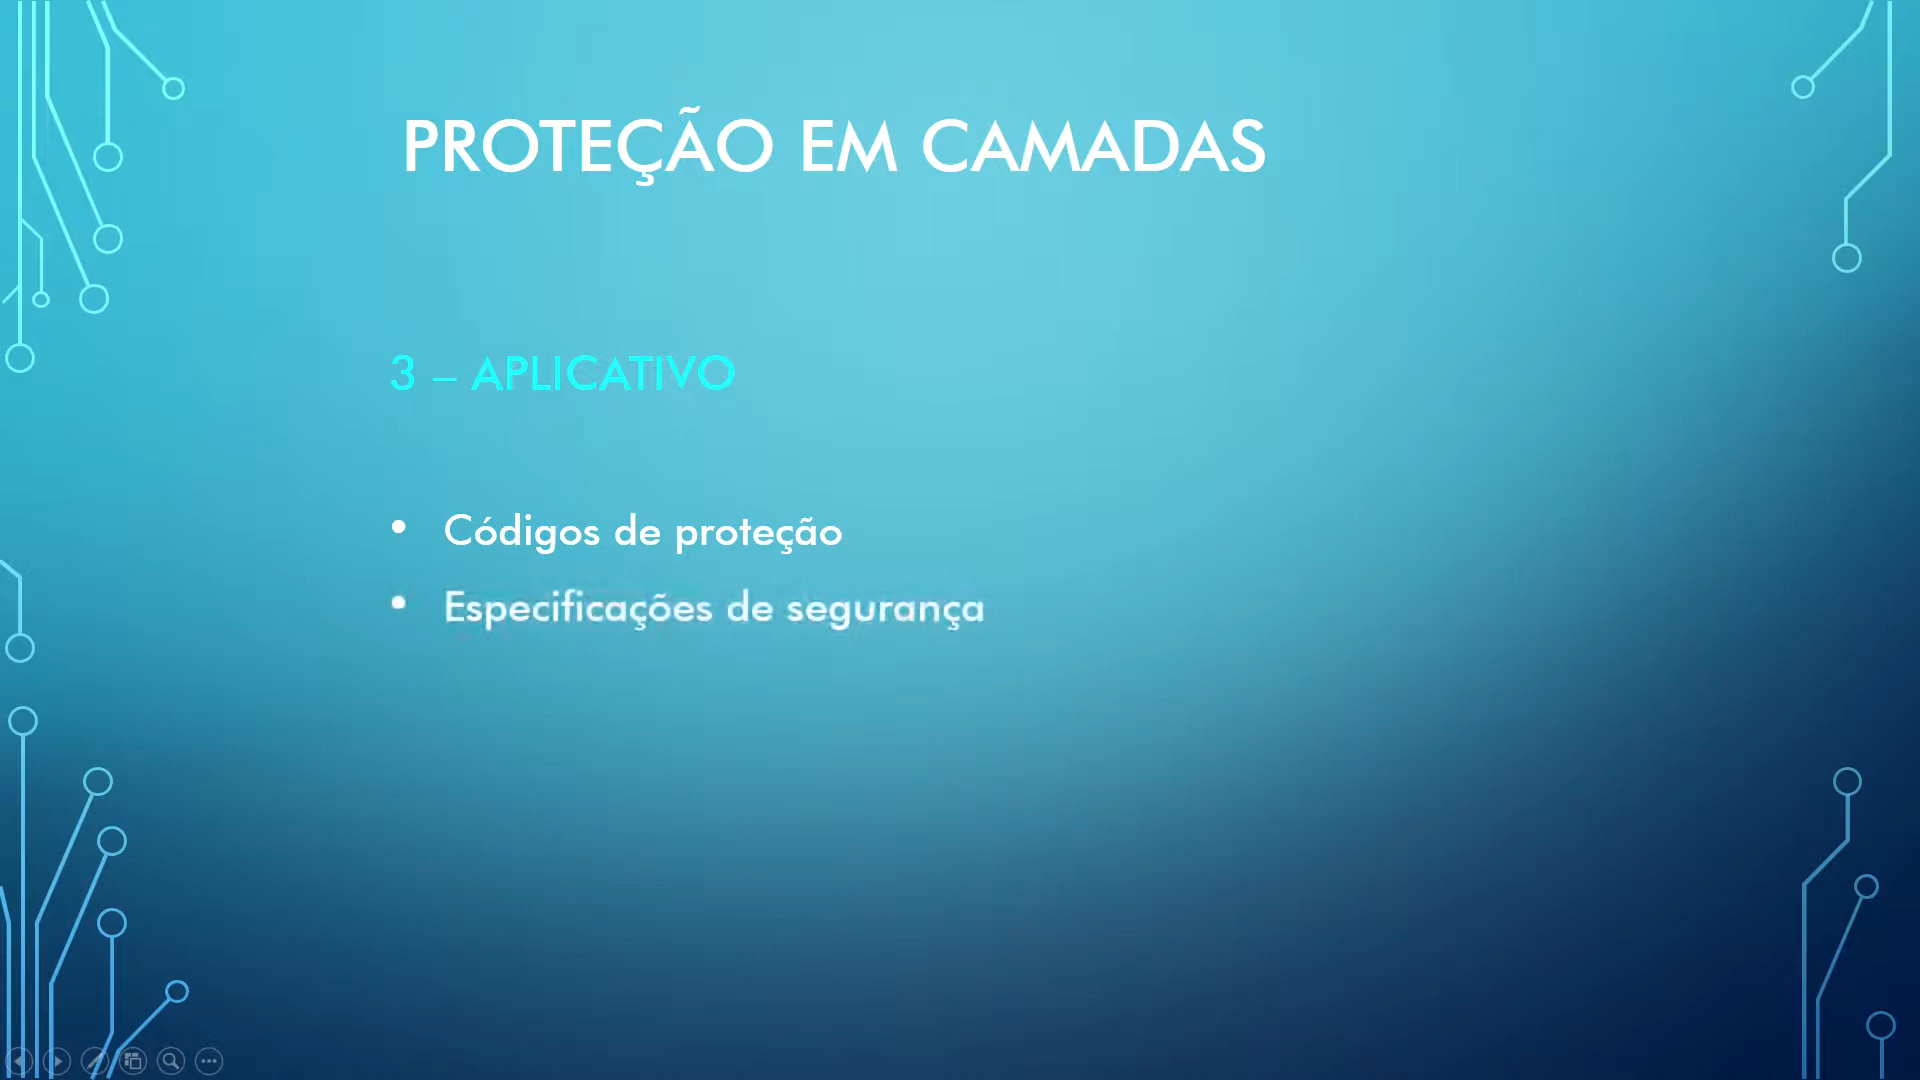 PROTEÇÃO EM CAMADAS
3 – APLICATIVO
• Códigos de proteção
• Especificações de segurança